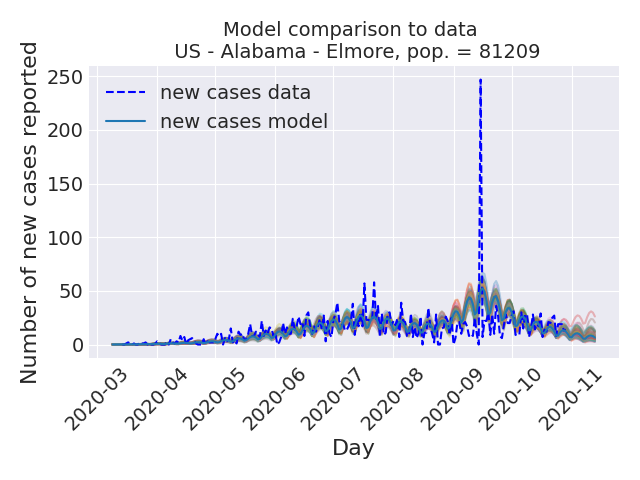 Model comparison to data
US - Alabama - Elmore, pop. = 81209
Number of new cases reported
250
200
150
100
50
0
new cases data
new cases model
2020-03
2020-04
2020-05
2020-06
2020-07
2020-08
2020-09
2020-10
2020-11
Day